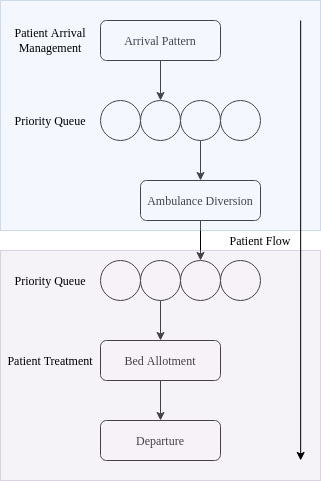 Patient Arrival
Management
Arrival Pattern
Priority Queue
Ambulance Diversion
Patient Flow
Priority Queue
Patient Treatment
Bed Allotment
Departure